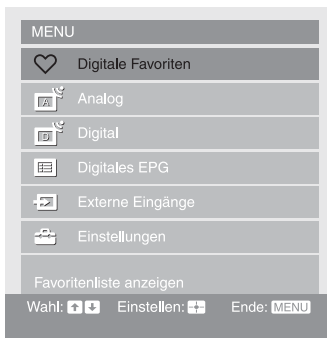 MENU
Digitale Favoriten
A Analog
D Digital
Digitales EPG
Externe Eingänge
Einstellungen
Favoritenliste anzeigen
Wahl: Einstellen: Ende: MENU